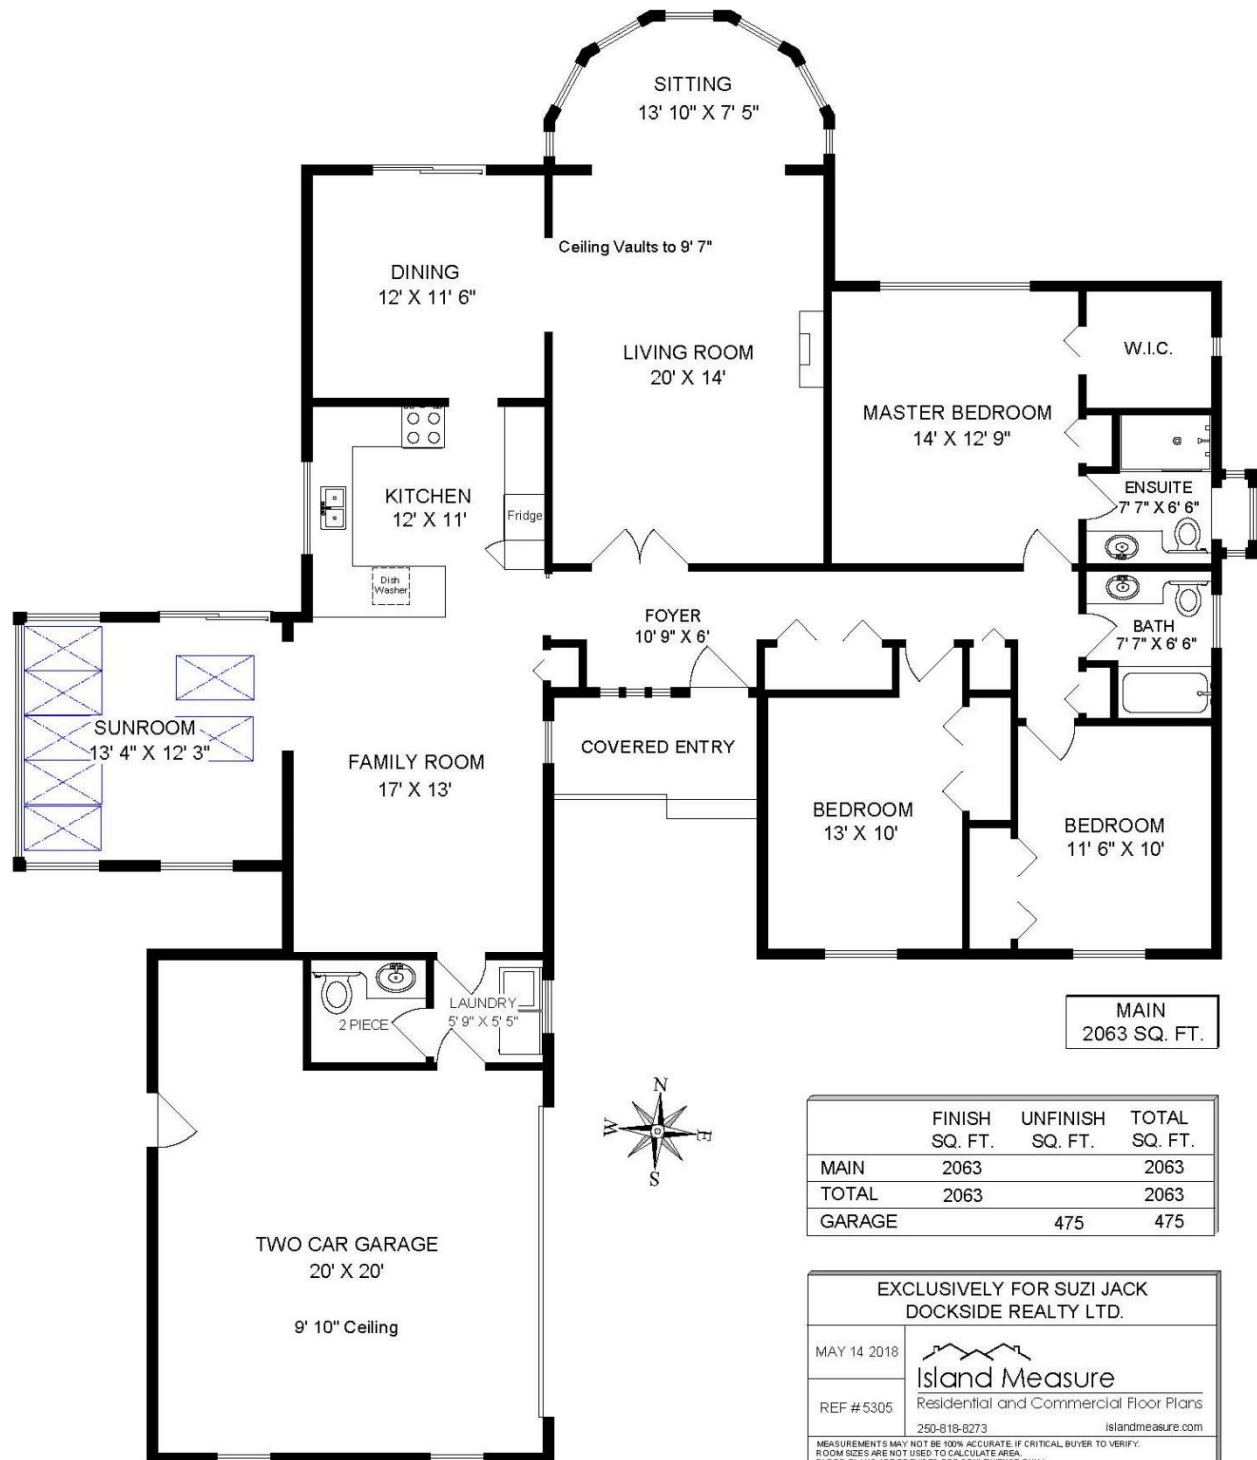 SITTING
13' 10" X 7' 5"
Ceiling Vaults to 9' 7"
DINING
12' X 11' 6"
LIVING ROOM
20' X 14'
W.I.C.
MASTER BEDROOM
14' X 12' 9"
KITCHEN
12' X 11'
Fridge
ENSUITE
7' 7" X 6' 6"
Dish
Washer
FOYER
10' 9" X 6'
BATH
7' 7" X 6' 6"
SUNROOM
13' 4" X 12' 3"
FAMILY ROOM
17' X 13'
COVERED ENTRY
BEDROOM
13' X 10'
BEDROOM
11' 6" X 10'
2 PIECE
LAUNDRY
5' 9" X 5' 5"
MAIN
2063 SQ. FT.
N
W E
S
FINISH SQ. FT. UNFINISH SQ. FT. TOTAL SQ. FT.
MAIN 2063 2063
TOTAL 2063 2063
GARAGE 475 475
TWO CAR GARAGE
20' X 20'
9' 10" Ceiling
EXCLUSIVELY FOR SUZI JACK
DOCKSIDE REALTY LTD.
MAY 14 2018
Island Measure
REF # 5305
Residential and Commercial Floor Plans
250-818-8273 islandmeasure.com
MEASUREMENTS MAY NOT BE 100% ACCURATE. IF CRITICAL, BUYER TO VERIFY.
ROOM SIZES ARE NOT USED TO CALCULATE AREA.